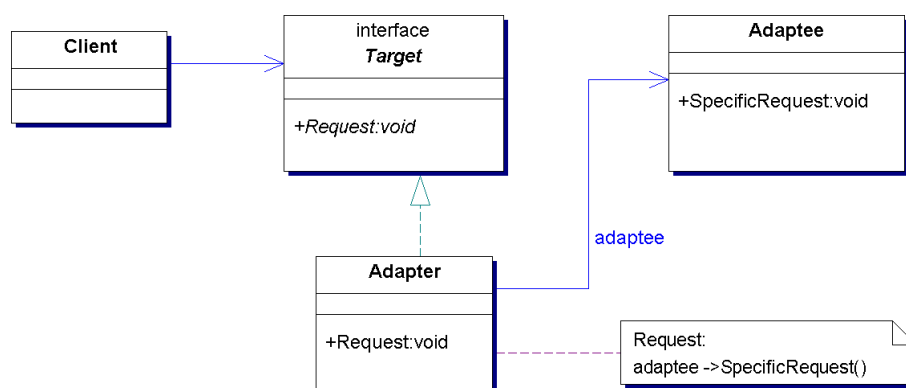 Client
interface
Target
+Request:void
Adaptee
+SpecificRequest:void
adaptee
Adapter
+Request:void
Request:
adaptee ->SpecificRequest()